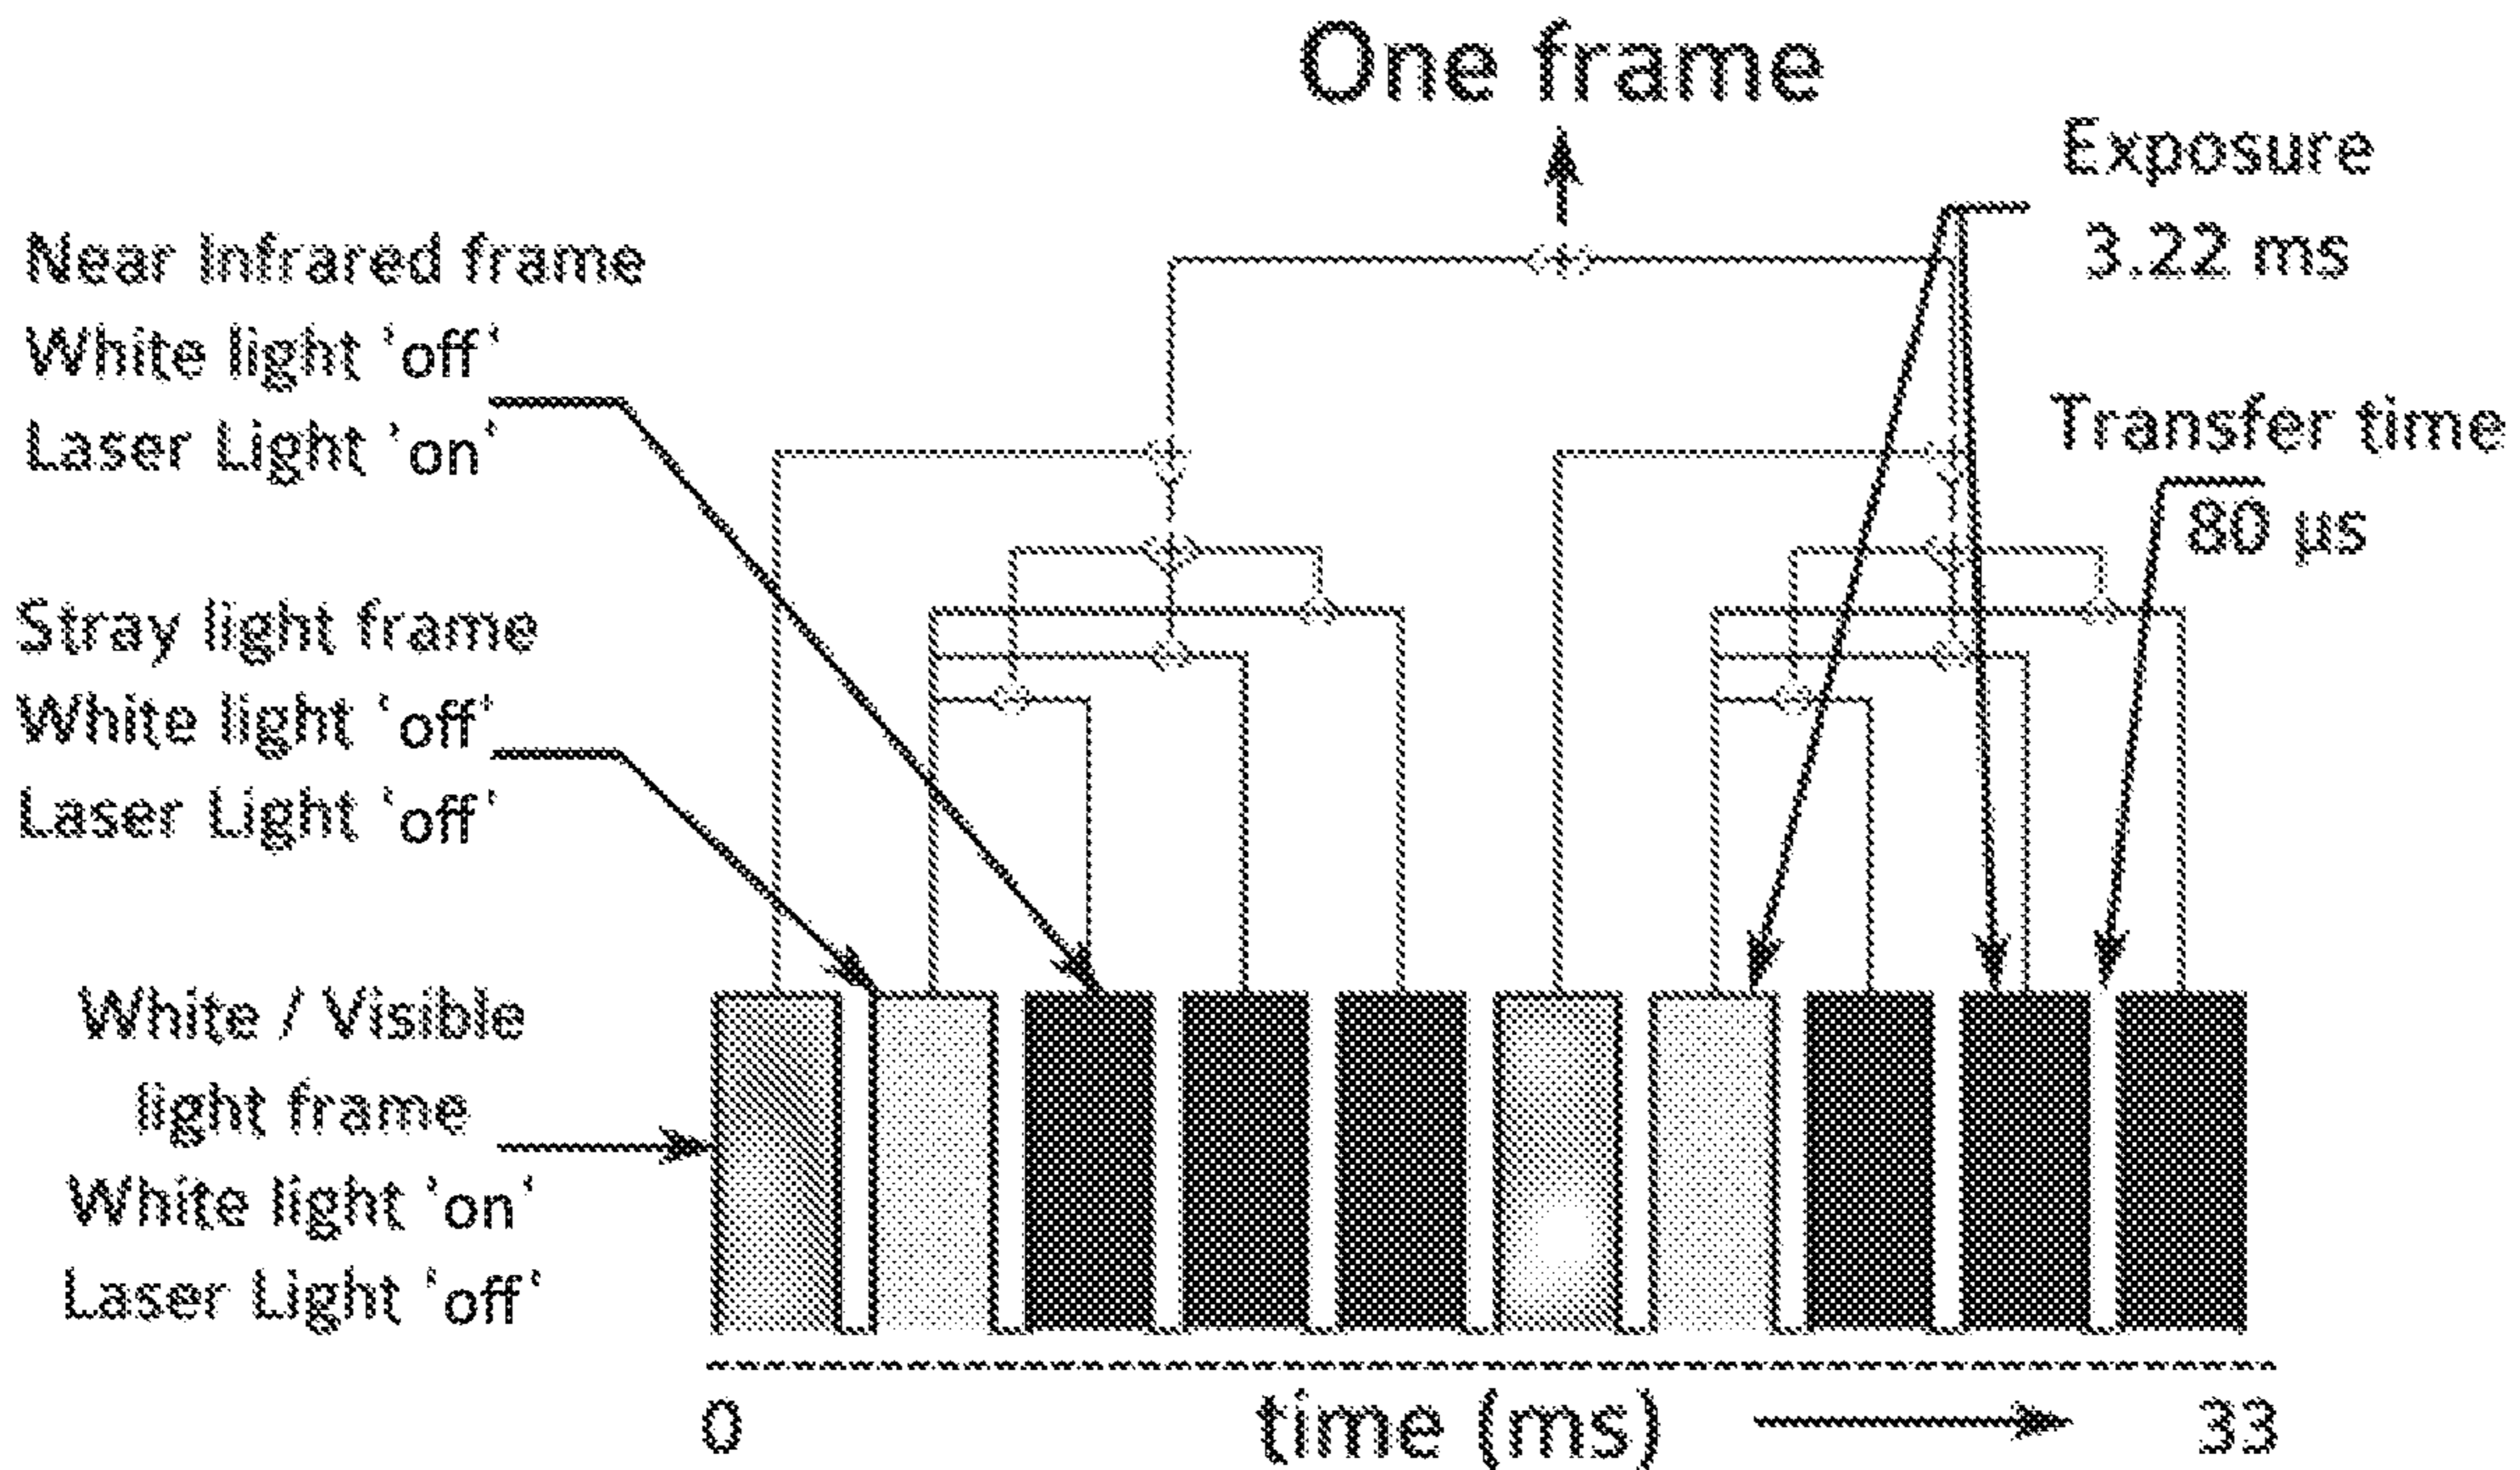 One frame
Exposure
3.22 ms
Near Infrared frame
White light 'off'
Laser Light 'on'
Transfer time
80 µs
Stray light frame
White light 'off'
Laser Light 'off'
White / Visible
light frame
White light 'on'
Laser Light 'off'
0
time (ms)
33